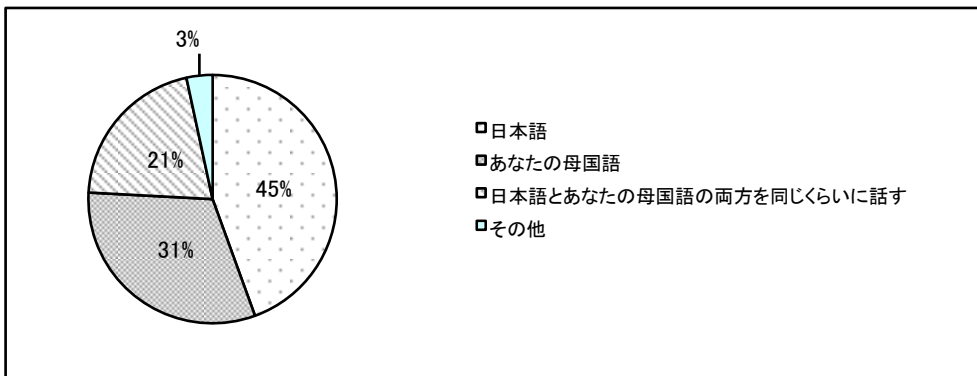 3%
21%
45%
31%
日本語
あなたの母国語
日本語とあなたの母国語の両方を同じくらいに話す
その他